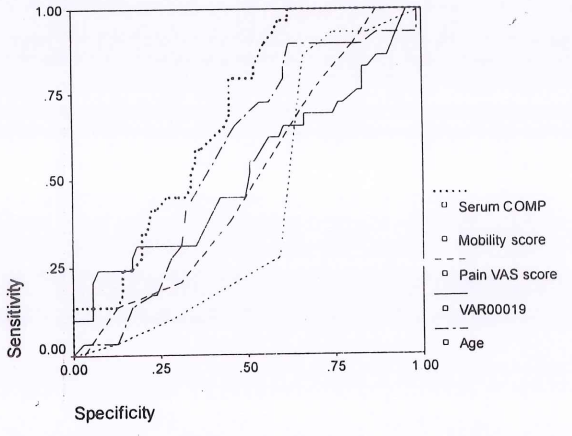 1.00
.75
.50
.25
0.00
Sensitivity
0.00
.25
.50
.75
1.00
Specificity
Serum COMP
Mobility score
Pain VAS score
VAR00019
Age